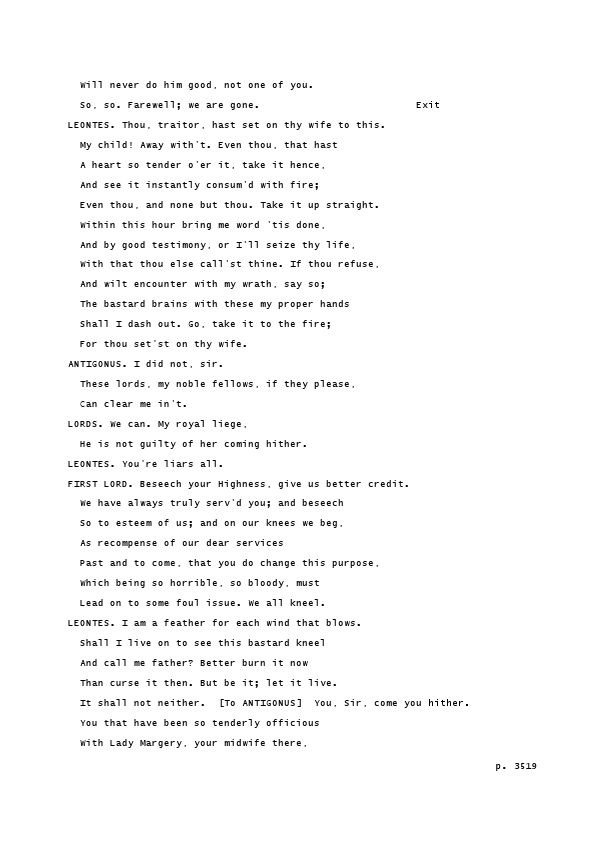 Will never do him good, not one of you.
So, so. Farewell; we are gone. Exit
LEONTES. Thou, traitor, hast set on thy wife to this.
My child! Away with't. Even thou, that hast
A heart so tender o'er it, take it hence,
And see it instantly consum'd with fire;
Even thou, and none but thou. Take it up straight.
Within this hour bring me word 'tis done,
And by good testimony, or I'll seize thy life,
With that thou else call'st thine. If thou refuse,
And wilt encounter with my wrath, say so;
The bastard brains with these my proper hands
Shall I dash out. Go, take it to the fire;
For thou set'st on thy wife.
ANTIGONUS. I did not, sir.
These lords, my noble fellows, if they please,
Can clear me in't.
LORDS. We can. My royal liege,
He is not guilty of her coming hither.
LEONTES. You're liars all.
FIRST LORD. Beseech your Highness, give us better credit.
We have always truly serv'd you; and beseech
So to esteem of us; and on our knees we beg,
As recompense of our dear services
Past and to come, that you do change this purpose,
Which being so horrible, so bloody, must
Lead on to some foul issue. We all kneel.
LEONTES. I am a feather for each wind that blows.
Shall I live on to see this bastard kneel
And call me father? Better burn it now
Than curse it then. But be it; let it live.
It shall not neither. [To ANTIGONUS] You, Sir, come you hither.
You that have been so tenderly officious
With Lady Margery, your midwife there,
p. 3519